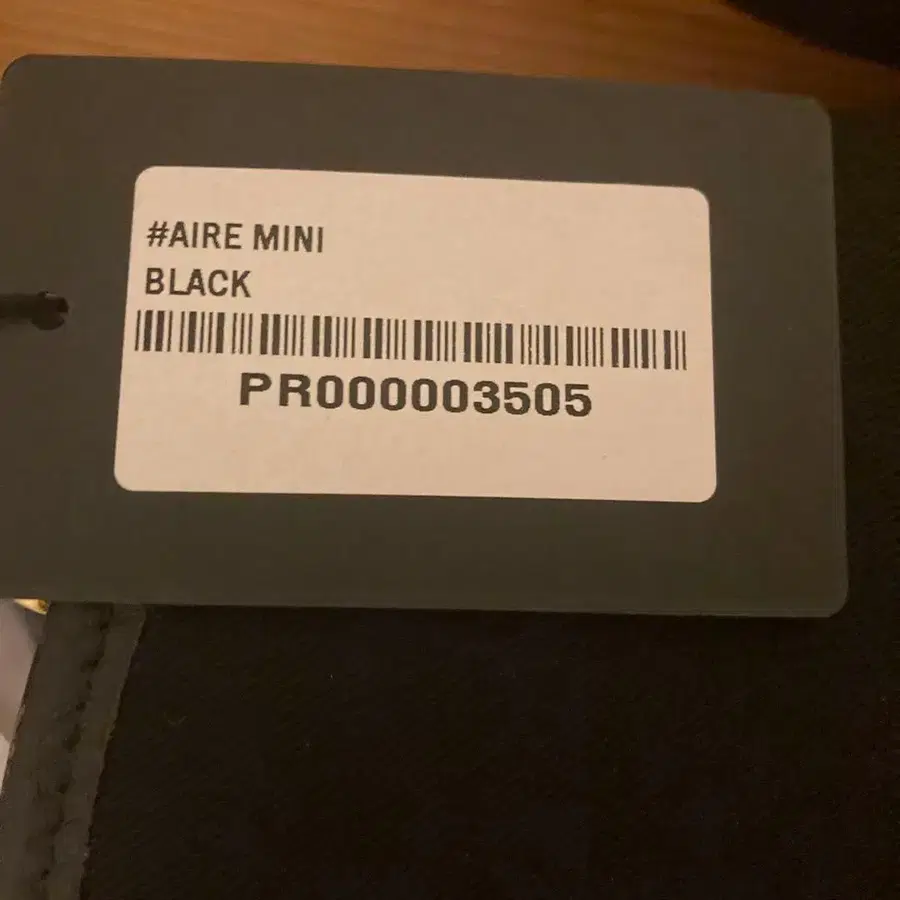 #AIRE MINI
BLACK
PR000003505